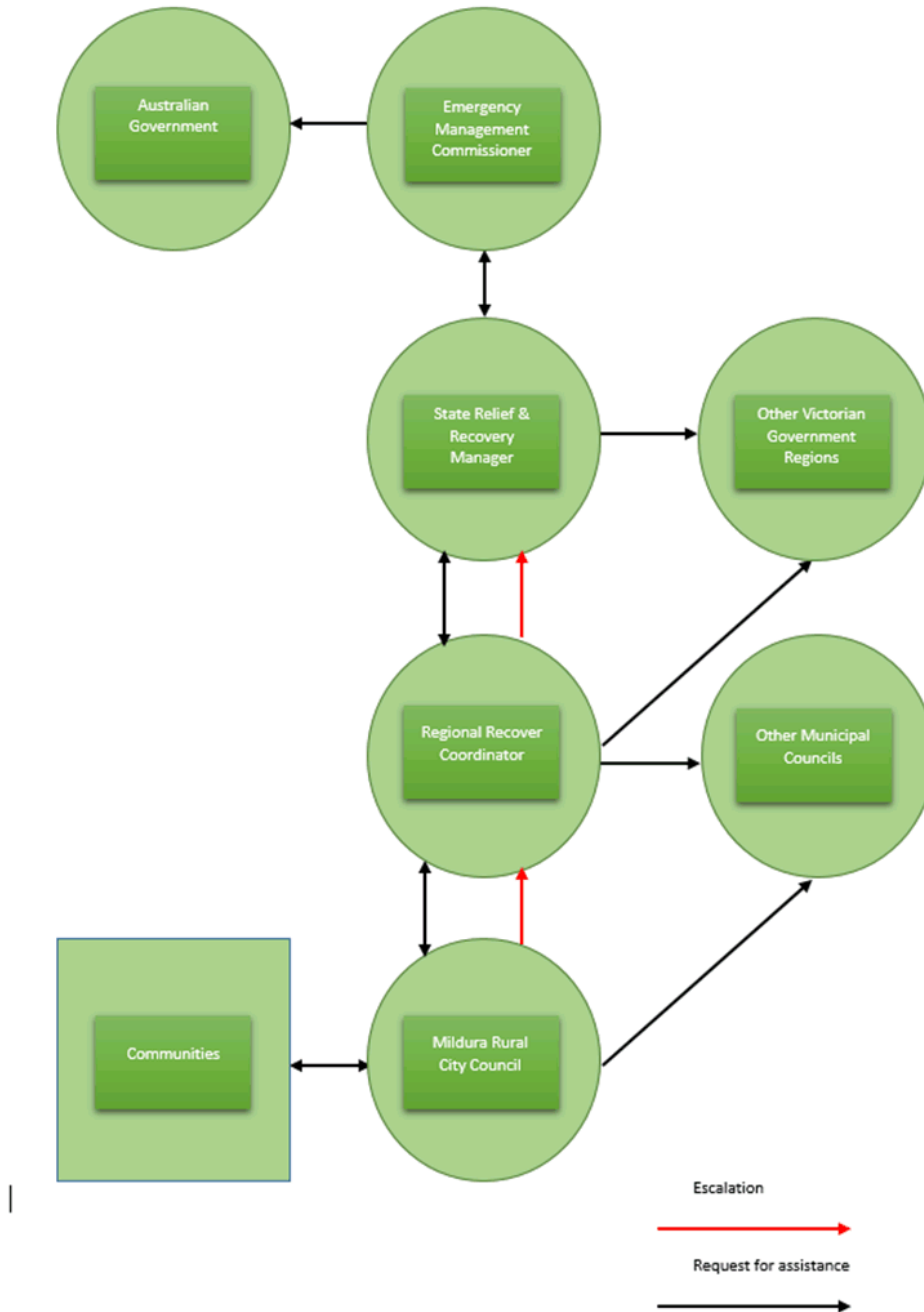 Australian
Government
Emergency
Management
Commissioner
State Relief &
Recovery
Manager
Other Victorian
Government
Regions
Regional Recover
Coordinator
Other Municipal
Councils
Communities
Mildura Rural
City Council
Escalation
Request for assistance